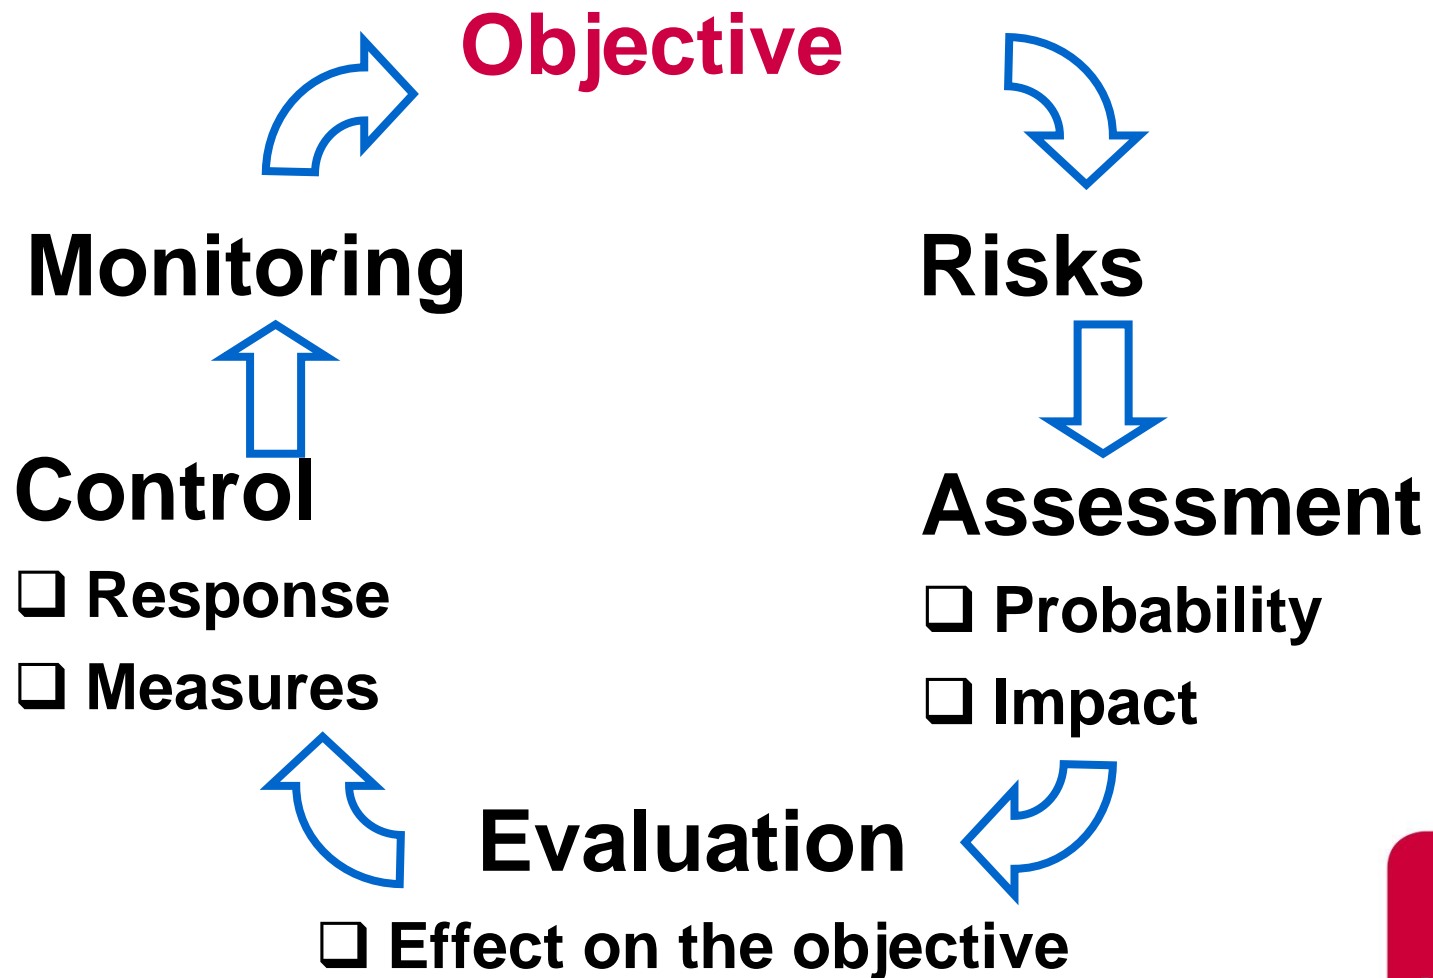 Objective
Monitoring
Risks
Control
Assessment
❑ Response
❑ Probability
❑ Measures
❑ Impact
Evaluation
❑ Effect on the objective